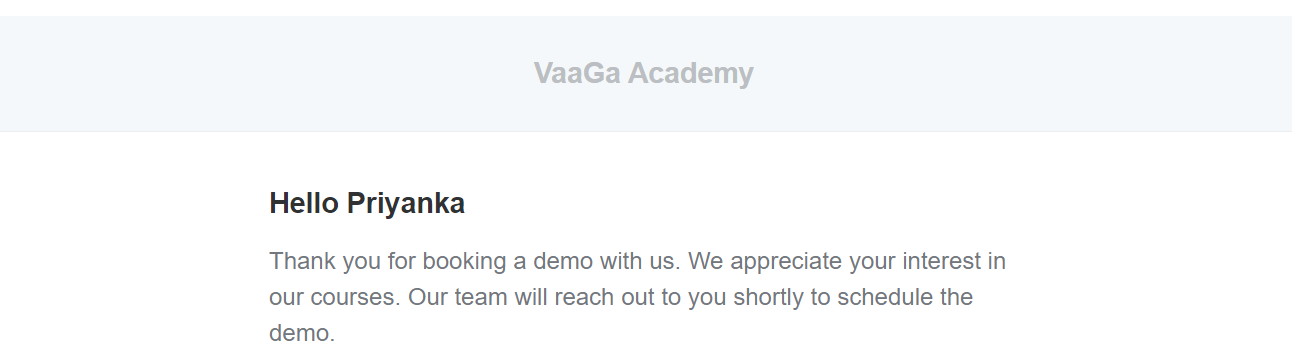 VaaGa Academy
Hello Priyanka
Thank you for booking a demo with us. We appreciate your interest in
our courses. Our team will reach out to you shortly to schedule the
demo.